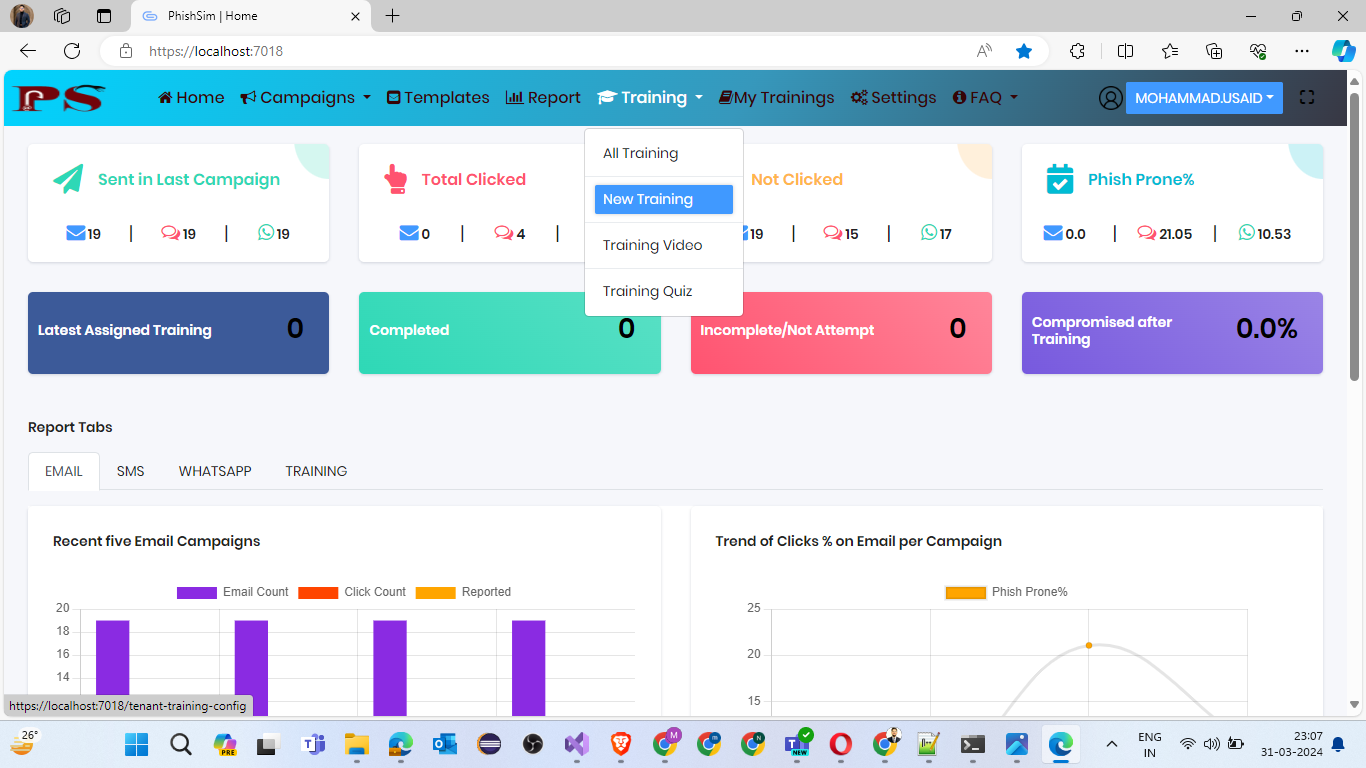 PhishSim | Home
https://localhost:7018
PS
Home
Campaigns
Templates
Report
Training
My Trainings
Settings
FAQ
MOHAMMAD.USAID
All Training
New Training
Training Video
Training Quiz
Sent in Last Campaign
19 | 19 | 19
Total Clicked
0 | 4 |
Not Clicked
19 | 15 | 17
Phish Prone%
0.0 | 21.05 | 10.53
Latest Assigned Training 0
Completed 0
Incomplete/Not Attempt 0
Compromised after
Training
0.0%
Report Tabs
EMAIL
SMS
WHATSAPP
TRAINING
Recent five Email Campaigns
Email Count
Click Count
Reported
20
18
16
14
Trend of Clicks % on Email per Campaign
Phish Prone%
25
20
15
https://localhost:7018/tenant-training-config
26°
PRE
M
N
NEW
ENG
IN
23:07
31-03-2024